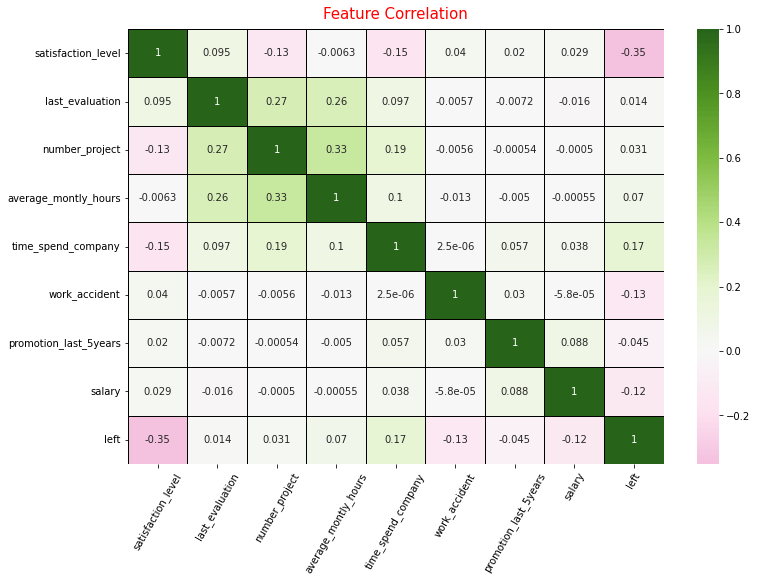 Feature Correlation
satisfaction_level 1 0.095 -0.13 -0.0063 -0.15 0.04 0.02 0.029 -0.35
last_evaluation 0.095 1 0.27 0.26 0.097 -0.0057 -0.0072 -0.016 0.014
number_project -0.13 0.27 1 0.33 0.19 -0.0056 -0.00054 -0.0005 0.031
average_montly_hours -0.0063 0.26 0.33 1 0.1 -0.013 -0.005 -0.00055 0.07
time_spend_company -0.15 0.097 0.19 0.1 1 2.5e-06 0.057 0.038 0.17
work_accident 0.04 -0.0057 -0.0056 -0.013 2.5e-06 1 0.03 -5.8e-05 -0.13
promotion_last_5years 0.02 -0.0072 -0.00054 -0.005 0.057 0.03 1 0.088 -0.045
salary 0.029 -0.016 -0.0005 -0.00055 0.038 -5.8e-05 0.088 1 -0.12
left -0.35 0.014 0.031 0.07 0.17 -0.13 -0.045 -0.12 1
satisfaction_level
last_evaluation
number_project
average_montly_hours
time_spend_company
work_accident
promotion_last_5years
salary
left
1.0
0.8
0.6
0.4
0.2
0.0
−0.2